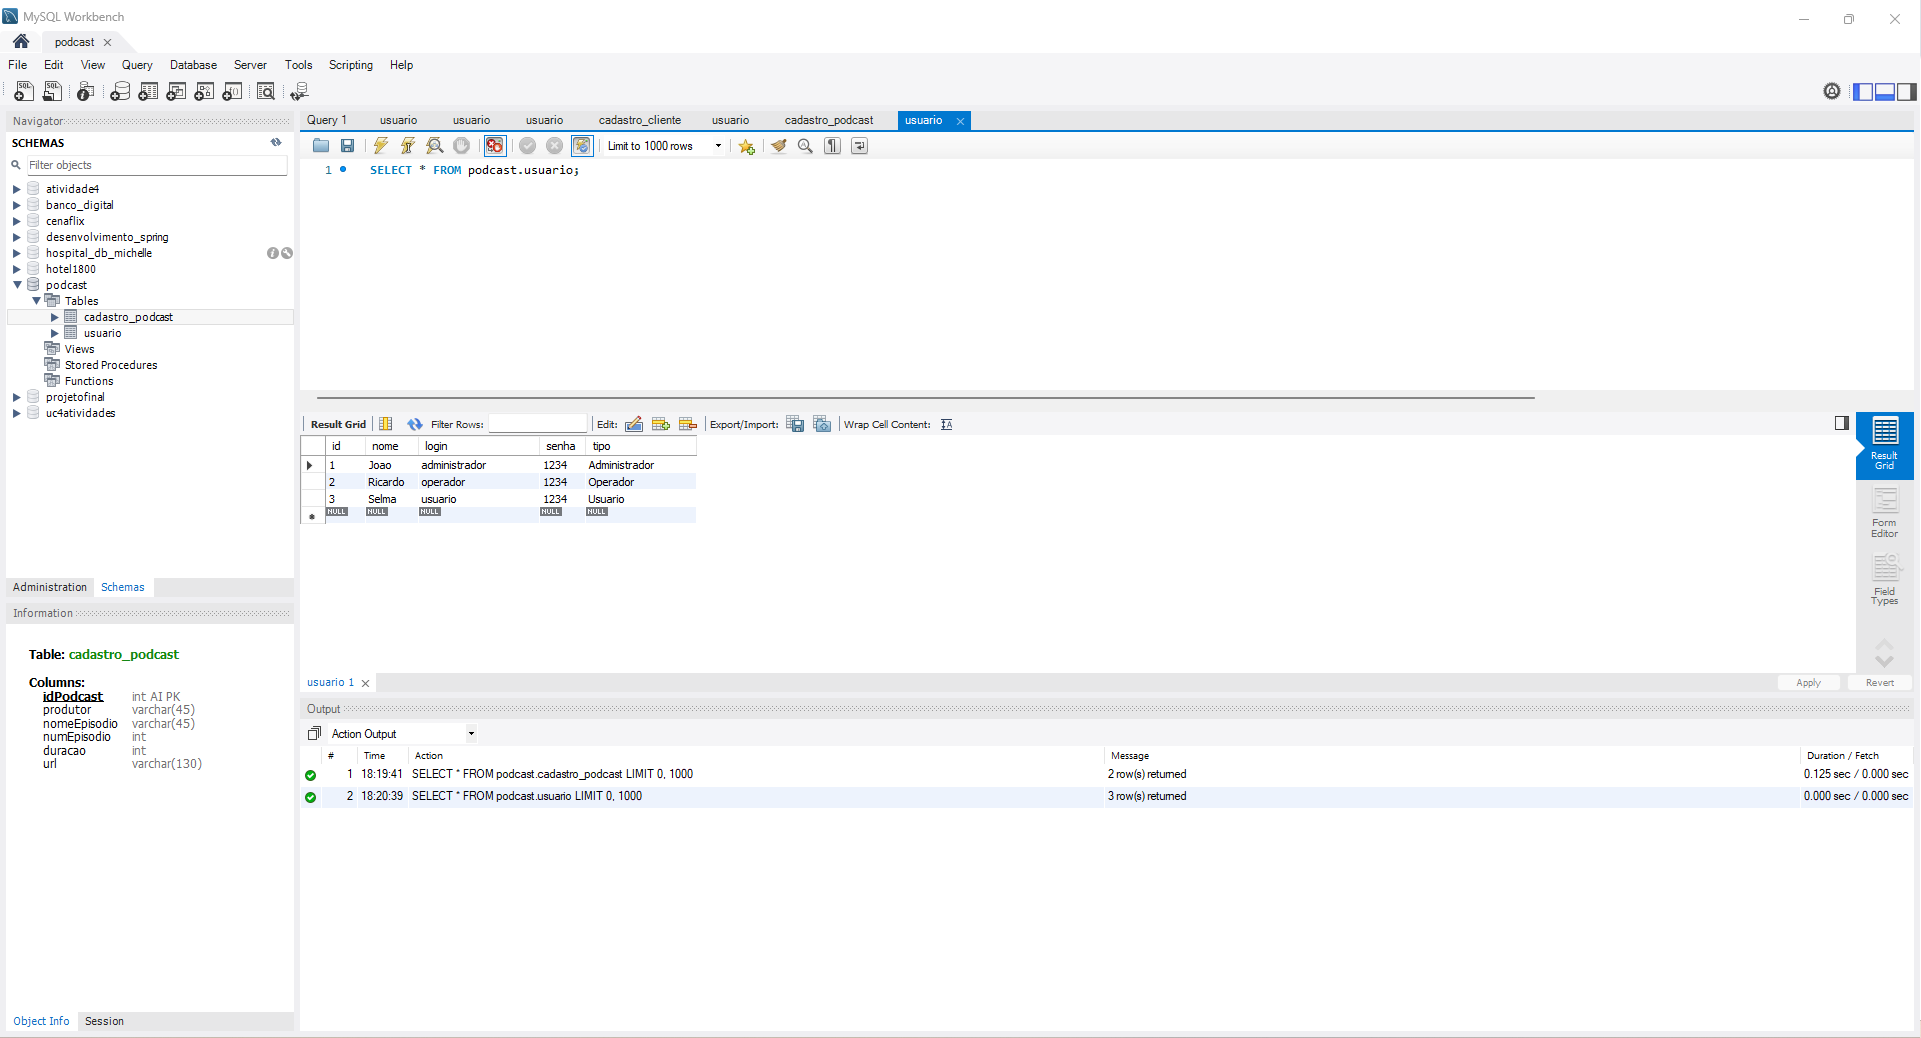 MySQL Workbench
podcast
File Edit View Query Database Server Tools Scripting Help
Navigator
SCHEMAS
Filter objects
atividade4
banco_digital
cenaflix
desenvolvimento_spring
hospital_db_michelle
hotel1800
podcast
Tables
cadastro_podcast
usuario
Views
Stored Procedures
Functions
projetofinal
uc4atividades
Administration Schemas
Information
Table: cadastro_podcast
Columns:
idPodcast int AI PK
produtor varchar(45)
nomeEpisodio varchar(45)
numEpisodio int
duracao int
url varchar(130)
Object Info Session
Query 1 usuario usuario usuario cadastro_cliente usuario cadastro_podcast usuario
Limit to 1000 rows
1 SELECT * FROM podcast.usuario;
Result Grid Filter Rows: Edit: Export/Import: Wrap Cell Content:
id nome login senha tipo
1 Joao administrador 1234 Administrador
2 Ricardo operador 1234 Operador
3 Selma usuario 1234 Usuario
NULL NULL NULL NULL NULL
Result
Grid
Form
Editor
Field
Types
usuario 1
Apply Revert
Output
Action Output
# Time Action Message Duration / Fetch
1 18:19:41 SELECT * FROM podcast.cadastro_podcast LIMIT 0, 1000 2 row(s) returned 0.125 sec / 0.000 sec
2 18:20:39 SELECT * FROM podcast.usuario LIMIT 0, 1000 3 row(s) returned 0.000 sec / 0.000 sec